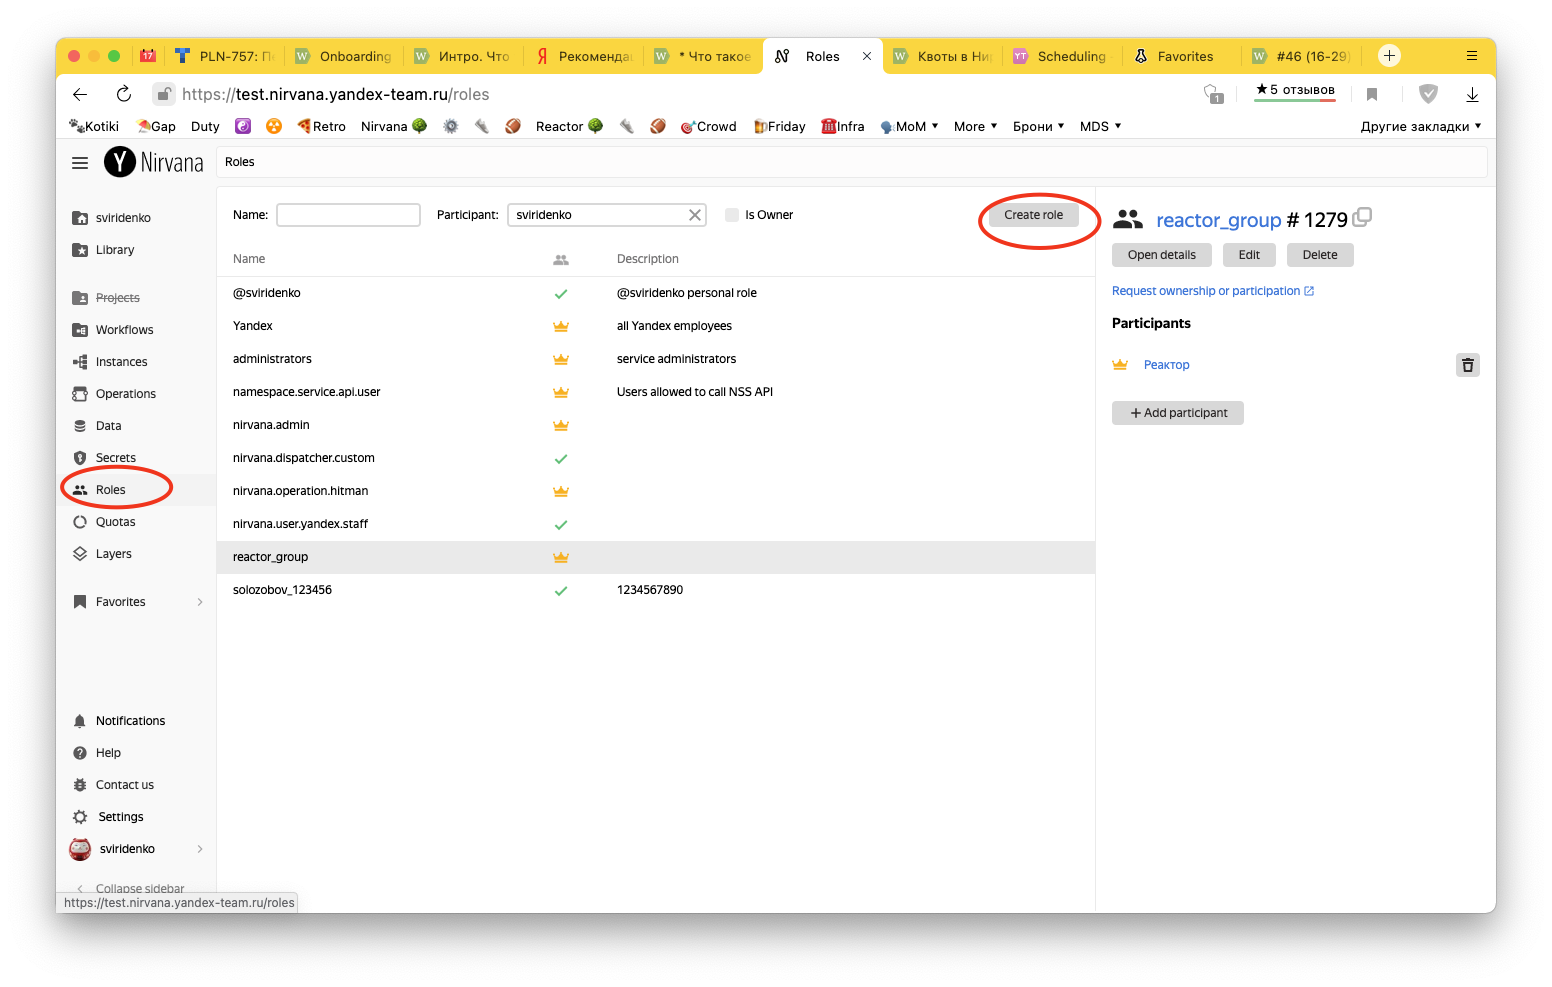 17 PLN-757: Пе Onboarding Интро. Что Рекоменда * Что такое Roles Квоты в Ни Scheduling Favorites #46 (16-29)
https://test.nirvana.yandex-team.ru/roles 1 ★5 отзывов
Kotiki Gap Duty Retro Nirvana Reactor Crowd Friday Infra MoM More Брони MDS Другие закладки
Nirvana Roles
sviridenko
Library
Projects
Workflows
Instances
Operations
Data
Secrets
Roles
Quotas
Layers
Favorites
Notifications
Help
Contact us
Settings
sviridenko
Collapse sidebar
https://test.nirvana.yandex-team.ru/roles
Name: Participant: sviridenko Is Owner Create role
Name Description
@sviridenko @sviridenko personal role
Yandex all Yandex employees
administrators service administrators
namespace.service.api.user Users allowed to call NSS API
nirvana.admin
nirvana.dispatcher.custom
nirvana.operation.hitman
nirvana.user.yandex.staff
reactor_group
solozobov_123456 1234567890
reactor_group # 1279
Open details Edit Delete
Request ownership or participation
Participants
Реактор
+ Add participant